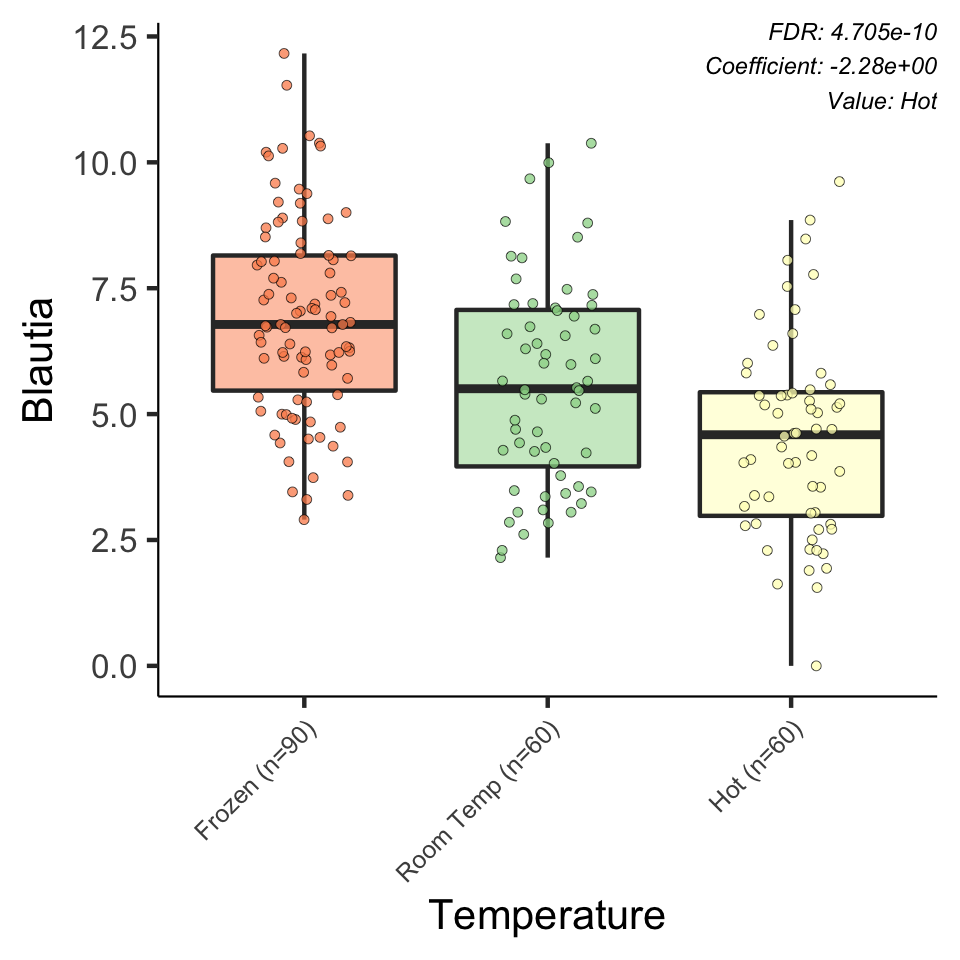 FDR: 4.705e-10
Coefficient: -2.28e+00
Value: Hot
Blautia
12.5
10.0
7.5
5.0
2.5
0.0
Frozen (n=90)
Room Temp (n=60)
Hot (n=60)
Temperature